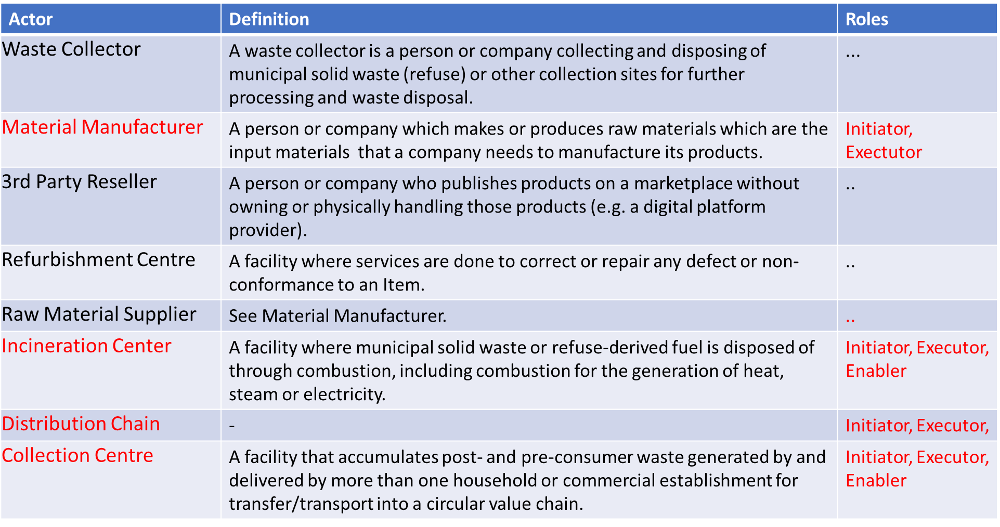 Actor
Definition
Roles
Waste Collector
A waste collector is a person or company collecting and disposing of
municipal solid waste (refuse) or other collection sites for further
processing and waste disposal.
...
Material Manufacturer
A person or company which makes or produces raw materials which are the
input materials  that a company needs to manufacture its products.
Initiator,
Exectutor
3rd Party Reseller
A person or company who publishes products on a marketplace without
owning or physically handling those products (e.g. a digital platform
provider).
..
Refurbishment Centre
A facility where services are done to correct or repair any defect or non-
conformance to an Item.
..
Raw Material Supplier
See Material Manufacturer.
..
Incineration Center
A facility where municipal solid waste or refuse-derived fuel is disposed of
through combustion, including combustion for the generation of heat,
steam or electricity.
Initiator, Executor,
Enabler
Distribution Chain
-
Initiator, Executor,
Collection Centre
A facility that accumulates post- and pre-consumer waste generated by and
delivered by more than one household or commercial establishment for
transfer/transport into a circular value chain.
Initiator, Executor,
Enabler